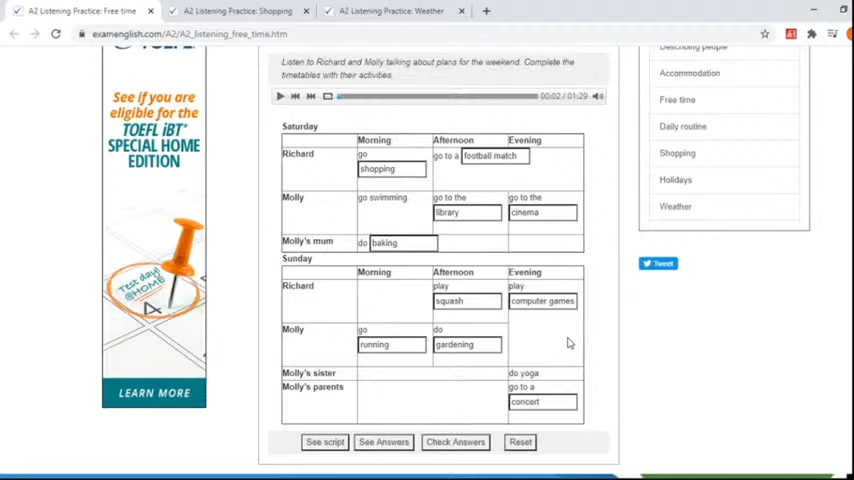 A2 Listening Practice: Free time
A2 Listening Practice: Shopping
A2 Listening Practice: Weather
examenglish.com/A2/A2_listening_free_time.htm
See if you are
eligible for the
TOEFL iBT®
SPECIAL HOME
EDITION
Test day!
@HOME
LEARN MORE
Listen to Richard and Molly talking about plans for the weekend. Complete the
timetables with their activities.
00:02 / 01:29
Saturday
Morning Afternoon Evening
Richard go shopping go to a football match
Molly go swimming go to the library go to the cinema
Molly's mum do baking
Sunday
Morning Afternoon Evening
Richard play squash play computer games
Molly go running do gardening
Molly's sister do yoga
Molly's parents go to a concert
See script See Answers Check Answers Reset
Describing people
Accommodation
Free time
Daily routine
Shopping
Holidays
Weather
Tweet